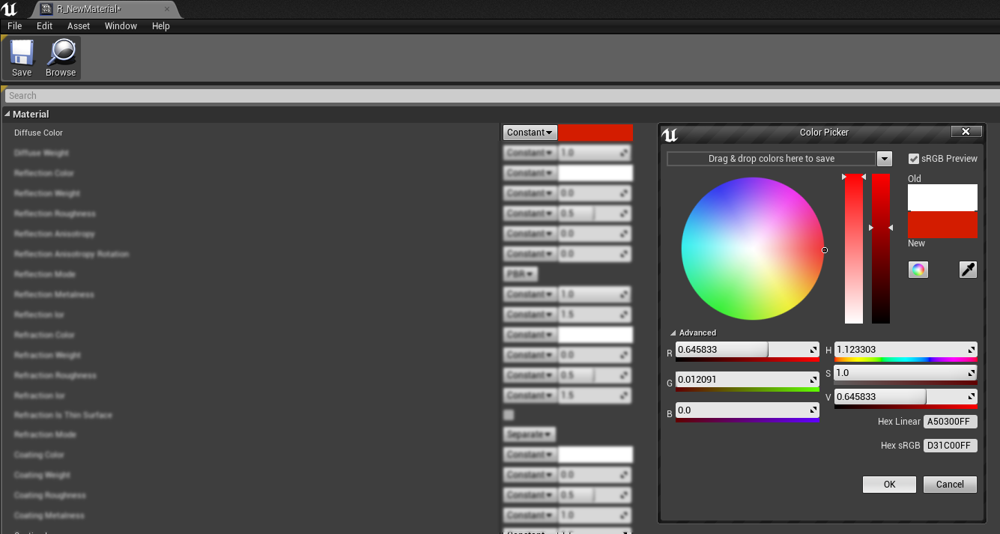 R_NewMaterial*
File Edit Asset Window Help
Save Browse
Search
Material
Diffuse Color Constant
Diffuse Weight Constant 1.0
Reflection Color Constant
Reflection Weight Constant 0.0
Reflection Roughness Constant 0.5
Reflection Anisotropy Constant 0.0
Reflection Anisotropy Rotation Constant 0.0
Reflection Mode PBR
Reflection Metalness Constant 1.0
Reflection Ior Constant 1.5
Refraction Color Constant
Refraction Weight Constant 0.0
Refraction Roughness Constant 0.5
Refraction Ior Constant 1.5
Refraction Is Thin Surface
Refraction Mode Separate
Coating Color Constant
Coating Weight Constant 0.0
Coating Roughness Constant 0.5
Coating Metalness Constant 1.0
Color Picker
Drag & drop colors here to save
sRGB Preview
Old
New
Advanced
R 0.645833 H 1.123303
G 0.012091 S 1.0
B 0.0 V 0.645833
Hex Linear A50300FF
Hex sRGB D31C00FF
OK Cancel